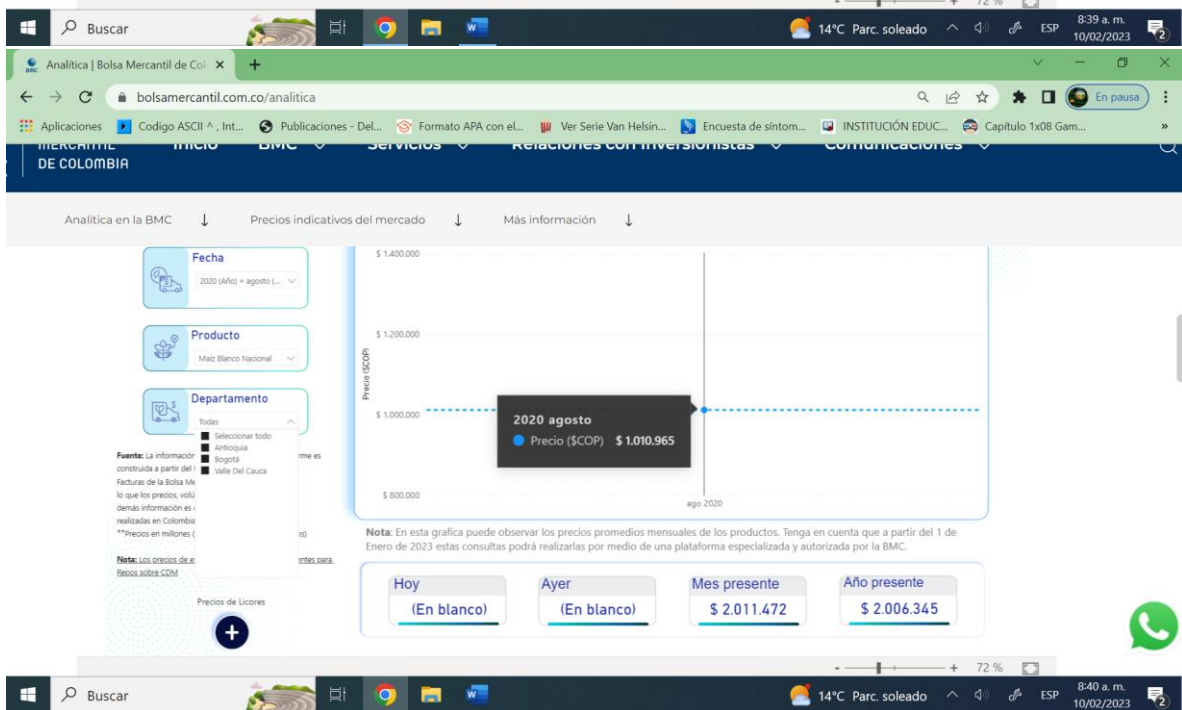 72 %
Buscar
14°C Parc. soleado
ESP
8:39 a. m.
10/02/2023
2
Analítica | Bolsa Mercantil de Col
bolsamercantil.com.co/analitica
En pausa
Aplicaciones
Codigo ASCII ^ , Int...
Publicaciones - Del...
Formato APA con el...
Ver Serie Van Helsin...
Encuesta de síntom...
INSTITUCIÓN EDUC...
Capítulo 1x08 Gam...
»
MERCANTIL
DE COLOMBIA
Inicio
BMC
Servicios
Relaciones con Inversionistas
Comunicaciones
Analítica en la BMC ↓
Precios indicativos del mercado ↓
Más información ↓
Fecha
2020 (Año) + agosto (...
Producto
Maíz Blanco Nacional
Departamento
Todas
Seleccionar todo
Antioquia
Bogotá
Valle Del Cauca
Fuente: La informació
construida a partir del
Facturas de la Bolsa Me
lo que los precios, volú
demás información es
realizadas en Colombia
**Precios en millones (
Nota: Los precios de e
Repos sobre CDM
Precios de Licores
+
$ 1.400.000
$ 1.200.000
$ 1.000.000
$ 800.000
Precio ($COP)
2020 agosto
Precio ($COP) $ 1.010.965
ago 2020
Nota: En esta grafica puede observar los precios promedios mensuales de los productos. Tenga en cuenta que a partir del 1 de
Enero de 2023 estas consultas podrá realizarlas por medio de una plataforma especializada y autorizada por la BMC.
Hoy
(En blanco)
Ayer
(En blanco)
Mes presente
$ 2.011.472
Año presente
$ 2.006.345
72 %
Buscar
14°C Parc. soleado
ESP
8:40 a. m.
10/02/2023
2